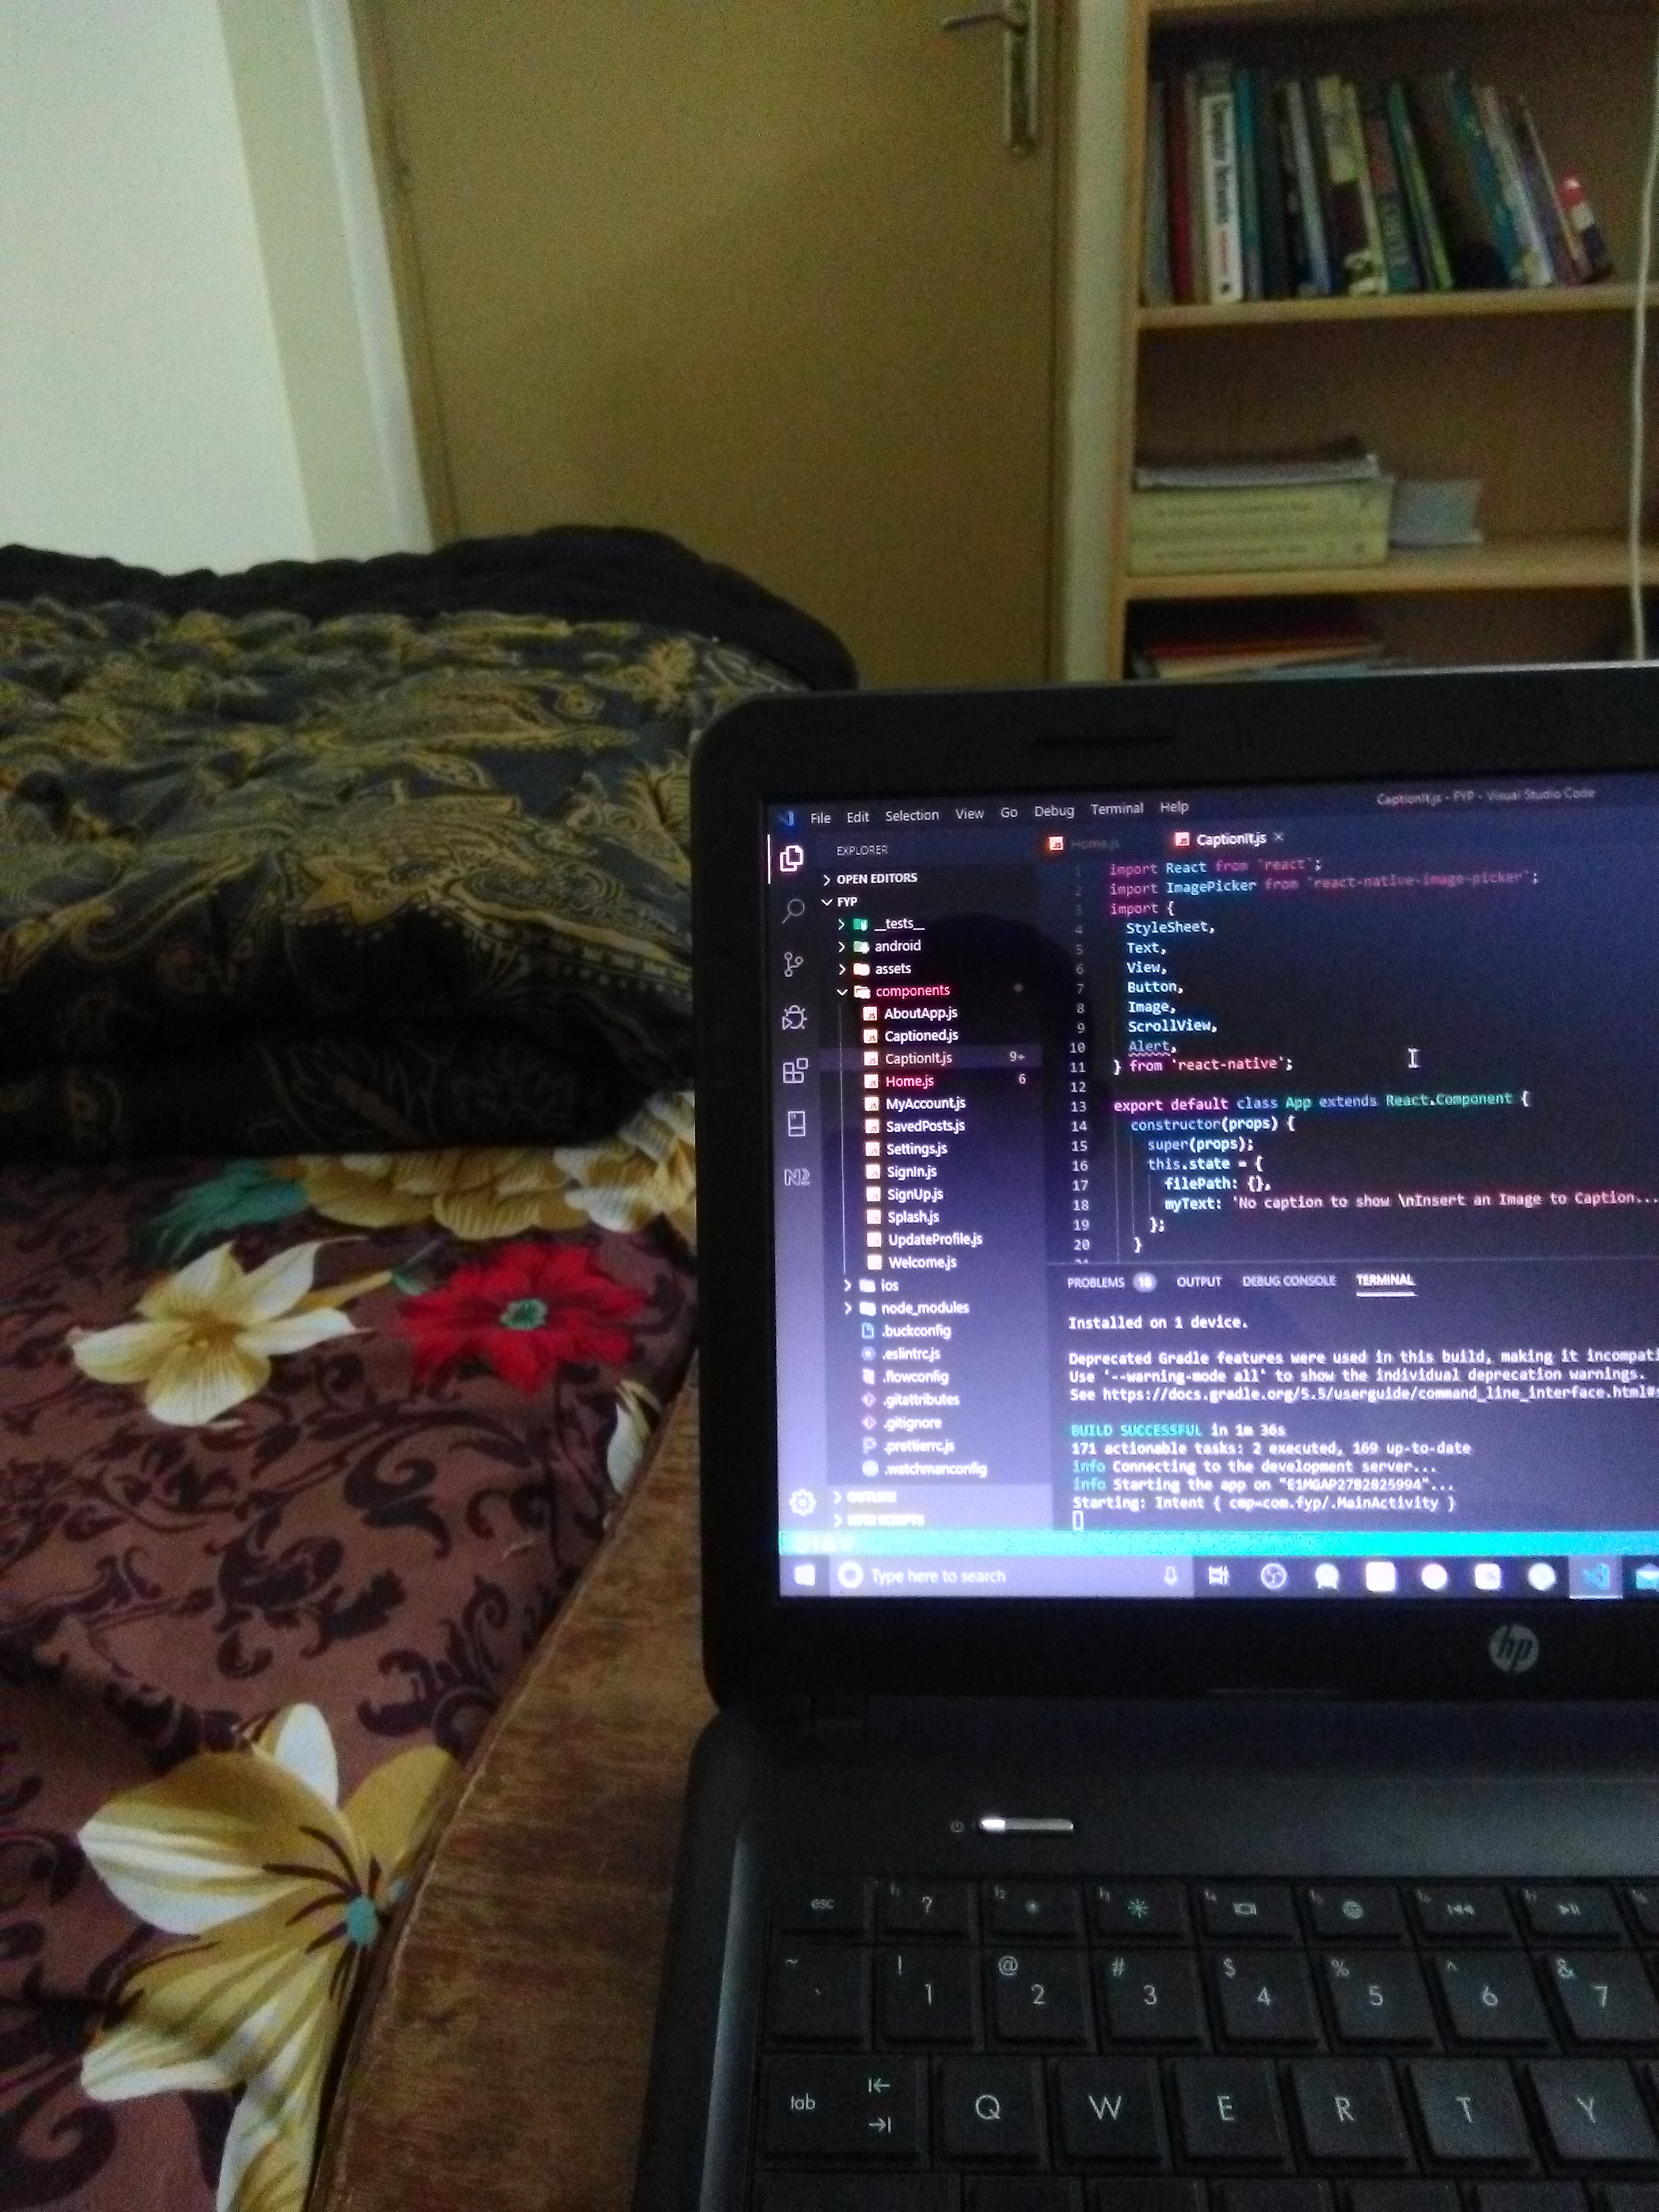 File Edit Selection View Go Debug Terminal Help CaptionIt.js - FYP - Visual Studio Code
EXPLORER
Home.js
CaptionIt.js ×
OPEN EDITORS
FYP
__tests__
android
assets
components
AboutApp.js
Captioned.js
CaptionIt.js 9+
Home.js 6
MyAccount.js
SavedPosts.js
Settings.js
SignIn.js
SignUp.js
Splash.js
UpdateProfile.js
Welcome.js
ios
node_modules
.buckconfig
.eslintrc.js
.flowconfig
.gitattributes
.gitignore
.prettierrc.js
.watchmanconfig
OUTLINE
NPM SCRIPTS
1 import React from 'react';
2 import ImagePicker from 'react-native-image-picker';
3 import {
4 StyleSheet,
5 Text,
6 View,
7 Button,
8 Image,
9 ScrollView,
10 Alert,
11 } from 'react-native';
12
13 export default class App extends React.Component {
14 constructor(props) {
15 super(props);
16 this.state = {
17 filePath: {},
18 myText: 'No caption to show \nInsert an Image to Caption...
19 };
20 }
PROBLEMS OUTPUT DEBUG CONSOLE TERMINAL
Installed on 1 device.
Deprecated Gradle features were used in this build, making it incompati
Use '--warning-mode all' to show the individual deprecation warnings.
See https://docs.gradle.org/5.5/userguide/command_line_interface.html#s
BUILD SUCCESSFUL in 1m 36s
171 actionable tasks: 2 executed, 169 up-to-date
info Connecting to the development server...
info Starting the app on "E1MGAP27B2825994"...
Starting: Intent { cmp=com.fyp/.MainActivity }
Type here to search
hp
esc f1 ? f2 f3 f4 f5 f6 f7
~ ` ! 1 @ 2 # 3 $ 4 % 5 ^ 6 & 7
tab Q W E R T Y